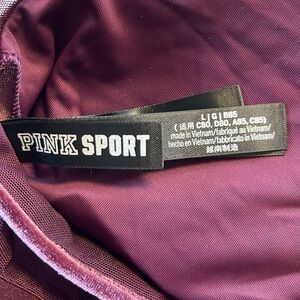 PINK SPORT
L | G | B85
(适用 C80, D80, A85, C85)
made in Vietnam/fabriqué au Vietnam/
hecho en Vietnam/fabbricato in Vietnam/
越南制造